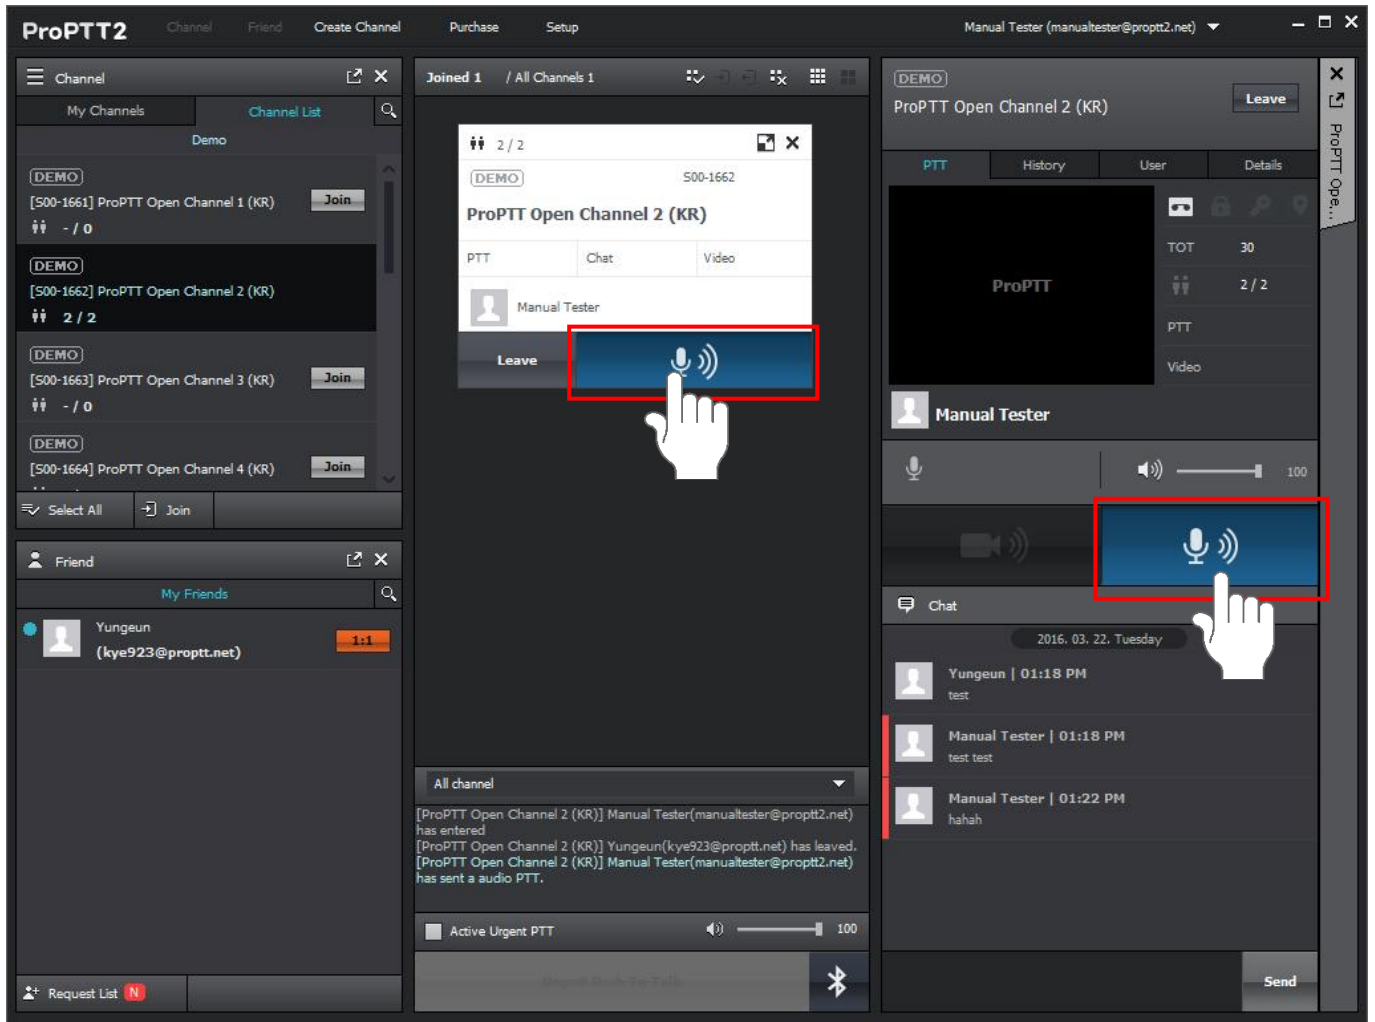 ProPTT2
Channel
Friend
Create Channel
Purchase
Setup
Manual Tester (manualtester@proptt2.net)
Channel
My Channels
Channel List
Demo
DEMO
[S00-1661] ProPTT Open Channel 1 (KR)
Join
- / 0
DEMO
[S00-1662] ProPTT Open Channel 2 (KR)
2 / 2
DEMO
[S00-1663] ProPTT Open Channel 3 (KR)
Join
- / 0
DEMO
[S00-1664] ProPTT Open Channel 4 (KR)
Join
Select All
Join
Friend
My Friends
Yungeun
(kye923@proptt.net)
1:1
Request List N
Joined 1 / All Channels 1
2 / 2
DEMO
S00-1662
ProPTT Open Channel 2 (KR)
PTT
Chat
Video
Manual Tester
Leave
All channel
[ProPTT Open Channel 2 (KR)] Manual Tester(manualtester@proptt2.net)
has entered
[ProPTT Open Channel 2 (KR)] Yungeun(kye923@proptt.net) has leaved.
[ProPTT Open Channel 2 (KR)] Manual Tester(manualtester@proptt2.net)
has sent a audio PTT.
Active Urgent PTT
100
Urgent Push To Talk
DEMO
ProPTT Open Channel 2 (KR)
Leave
PTT
History
User
Details
ProPTT
TOT
30
2 / 2
PTT
Video
Manual Tester
100
Chat
2016. 03. 22. Tuesday
Yungeun | 01:18 PM
test
Manual Tester | 01:18 PM
test test
Manual Tester | 01:22 PM
hahah
Send
ProPTT Ope...